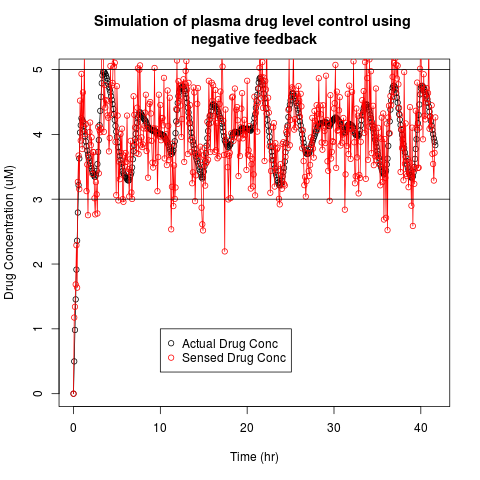 Simulation of plasma drug level control using
negative feedback
Drug Concentration (uM)
5
4
3
2
1
0
Actual Drug Conc
Sensed Drug Conc
0 10 20 30 40
Time (hr)